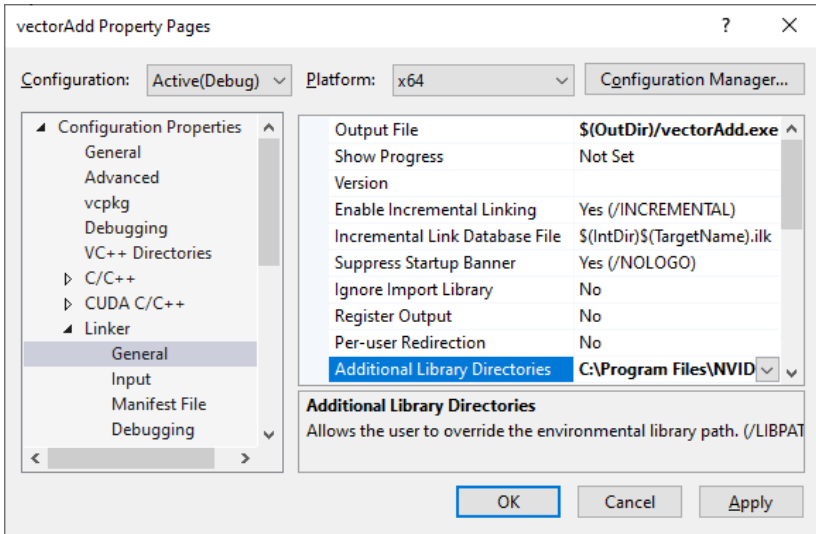 vectorAdd Property Pages ? ×
Configuration: Active(Debug) Platform: x64 Configuration Manager...
Configuration Properties
General
Advanced
vcpkg
Debugging
VC++ Directories
C/C++
CUDA C/C++
Linker
General
Input
Manifest File
Debugging
Output File $(OutDir)/vectorAdd.exe
Show Progress Not Set
Version
Enable Incremental Linking Yes (/INCREMENTAL)
Incremental Link Database File $(IntDir)$(TargetName).ilk
Suppress Startup Banner Yes (/NOLOGO)
Ignore Import Library No
Register Output No
Per-user Redirection No
Additional Library Directories C:\Program Files\NVID
Additional Library Directories
Allows the user to override the environmental library path. (/LIBPAT
OK Cancel Apply